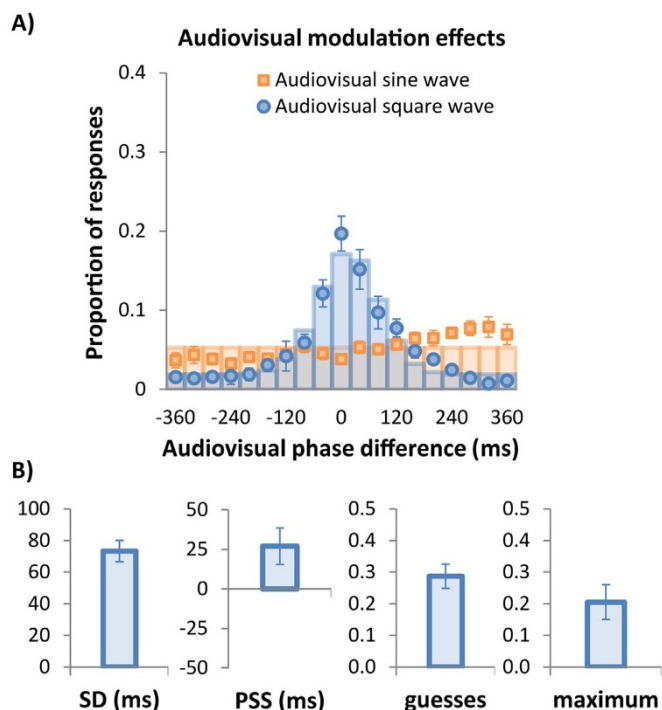 A)
Audiovisual modulation effects
Audiovisual sine wave
Audiovisual square wave
Proportion of responses
0.4
0.3
0.2
0.1
0
-360 -240 -120 0 120 240 360
Audiovisual phase difference (ms)
B)
100
80
60
40
20
0
SD (ms)
50
25
0
-25
-50
PSS (ms)
0.5
0.4
0.3
0.2
0.1
0.0
guesses
0.5
0.4
0.3
0.2
0.1
0.0
maximum